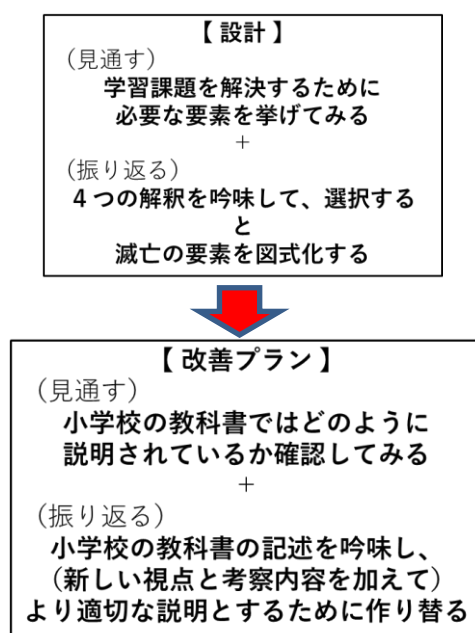 【 設計 】
（見通す）
学習課題を解決するために
必要な要素を挙げてみる
+
（振り返る）
４つの解釈を吟味して、選択する
と
滅亡の要素を図式化する
【 改善プラン 】
（見通す）
小学校の教科書ではどのように
説明されているか確認してみる
+
（振り返る）
小学校の教科書の記述を吟味し、
（新しい視点と考察内容を加えて）
より適切な説明とするために作り替る